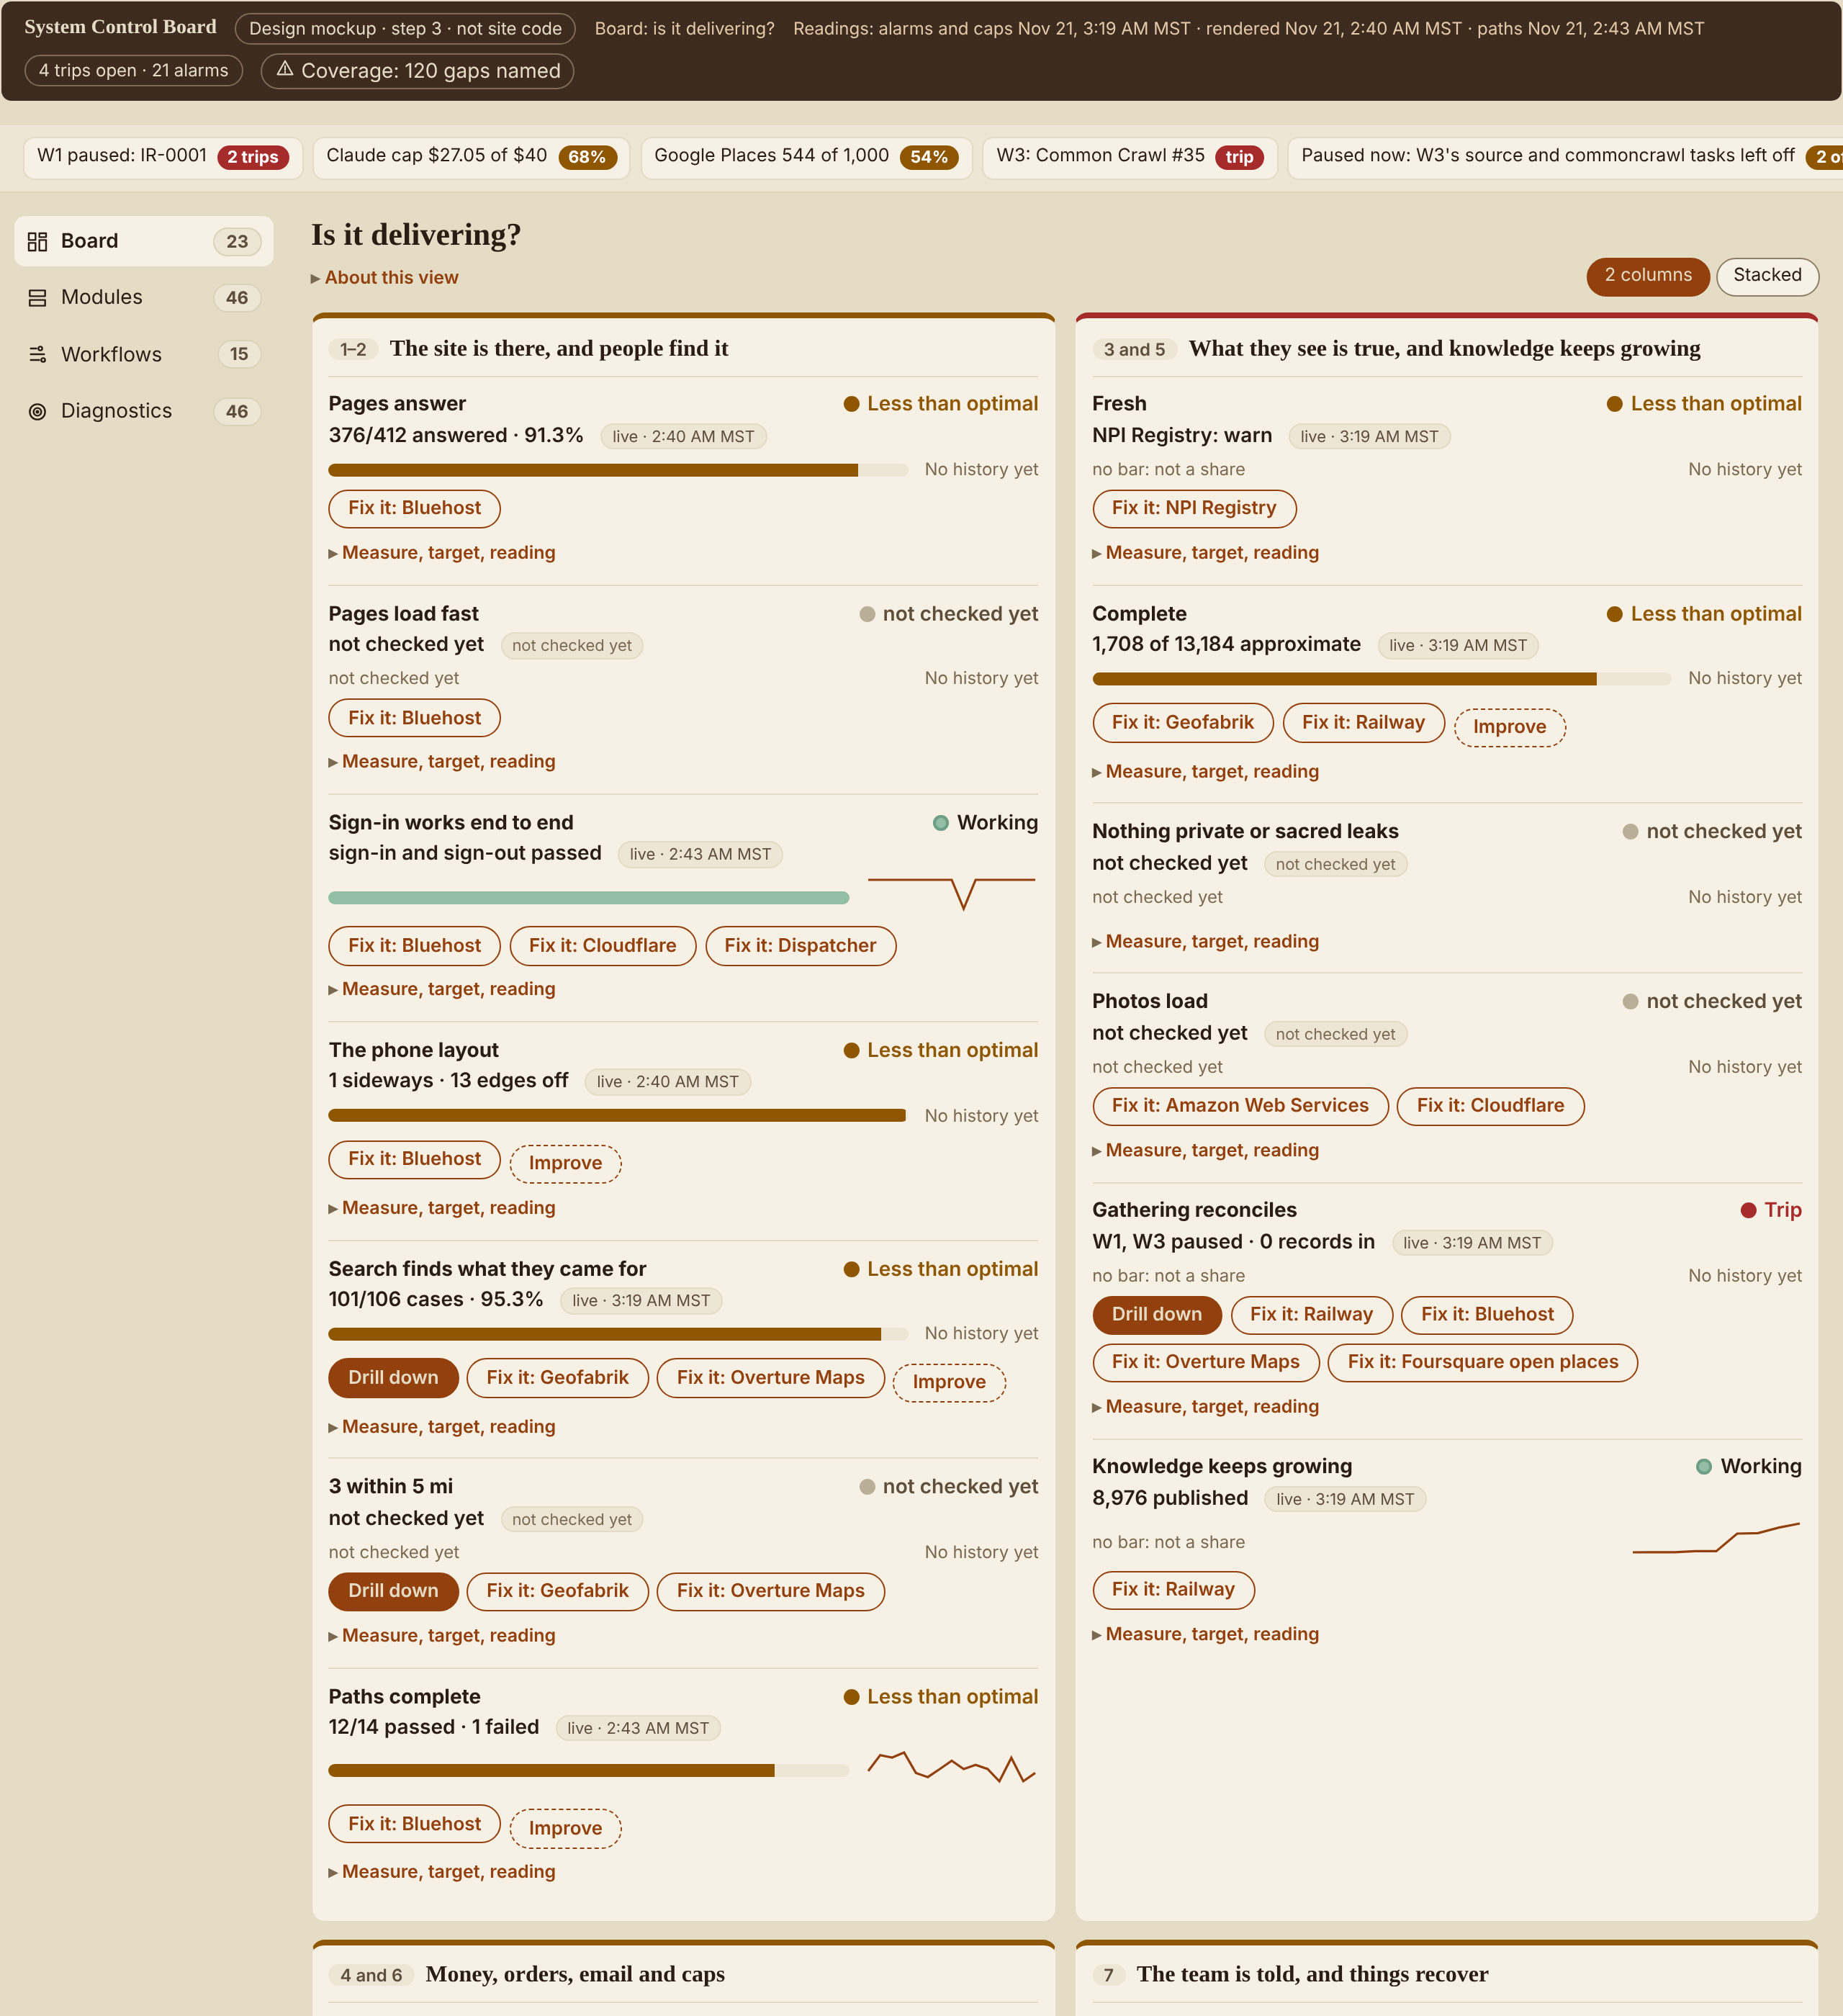 System Control Board
Design mockup · step 3 · not site code
Board: is it delivering?
Readings: alarms and caps Nov 21, 3:19 AM MST · rendered Nov 21, 2:40 AM MST · paths Nov 21, 2:43 AM MST
4 trips open · 21 alarms
Coverage: 120 gaps named
W1 paused: IR-0001 2 trips
Claude cap $27.05 of $40 68%
Google Places 544 of 1,000 54%
W3: Common Crawl #35 trip
Paused now: W3's source and commoncrawl tasks left off 2 of
Board 23
Modules 46
Workflows 15
Diagnostics 46
Is it delivering?
About this view
2 columns
Stacked
1–2 The site is there, and people find it
Pages answer
Less than optimal
376/412 answered · 91.3% live · 2:40 AM MST
No history yet
Fix it: Bluehost
Measure, target, reading
Pages load fast
not checked yet
not checked yet not checked yet
not checked yet
No history yet
Fix it: Bluehost
Measure, target, reading
Sign-in works end to end
Working
sign-in and sign-out passed live · 2:43 AM MST
Fix it: Bluehost Fix it: Cloudflare Fix it: Dispatcher
Measure, target, reading
The phone layout
Less than optimal
1 sideways · 13 edges off live · 2:40 AM MST
No history yet
Fix it: Bluehost Improve
Measure, target, reading
Search finds what they came for
Less than optimal
101/106 cases · 95.3% live · 3:19 AM MST
No history yet
Drill down Fix it: Geofabrik Fix it: Overture Maps Improve
Measure, target, reading
3 within 5 mi
not checked yet
not checked yet not checked yet
not checked yet
No history yet
Drill down Fix it: Geofabrik Fix it: Overture Maps
Measure, target, reading
Paths complete
Less than optimal
12/14 passed · 1 failed live · 2:43 AM MST
Fix it: Bluehost Improve
Measure, target, reading
3 and 5 What they see is true, and knowledge keeps growing
Fresh
Less than optimal
NPI Registry: warn live · 3:19 AM MST
no bar: not a share
No history yet
Fix it: NPI Registry
Measure, target, reading
Complete
Less than optimal
1,708 of 13,184 approximate live · 3:19 AM MST
No history yet
Fix it: Geofabrik Fix it: Railway Improve
Measure, target, reading
Nothing private or sacred leaks
not checked yet
not checked yet not checked yet
not checked yet
No history yet
Measure, target, reading
Photos load
not checked yet
not checked yet not checked yet
not checked yet
No history yet
Fix it: Amazon Web Services Fix it: Cloudflare
Measure, target, reading
Gathering reconciles
Trip
W1, W3 paused · 0 records in live · 3:19 AM MST
no bar: not a share
No history yet
Drill down Fix it: Railway Fix it: Bluehost
Fix it: Overture Maps Fix it: Foursquare open places
Measure, target, reading
Knowledge keeps growing
Working
8,976 published live · 3:19 AM MST
no bar: not a share
Fix it: Railway
Measure, target, reading
4 and 6 Money, orders, email and caps
7 The team is told, and things recover